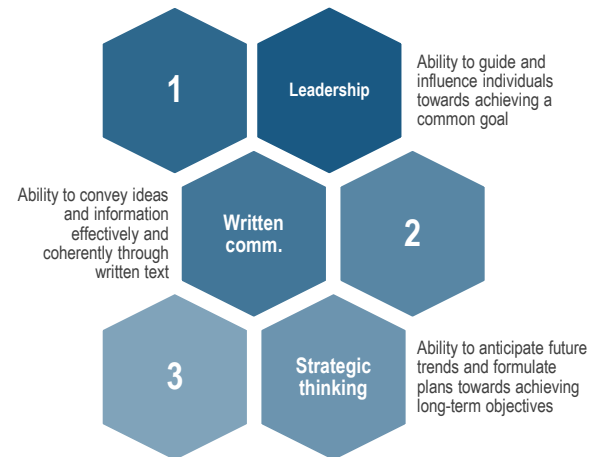 1
Leadership
Ability to guide and
influence individuals
towards achieving a
common goal
Ability to convey ideas
and information
effectively and
coherently through
written text
Written
comm.
2
3
Strategic
thinking
Ability to anticipate future
trends and formulate
plans towards achieving
long-term objectives